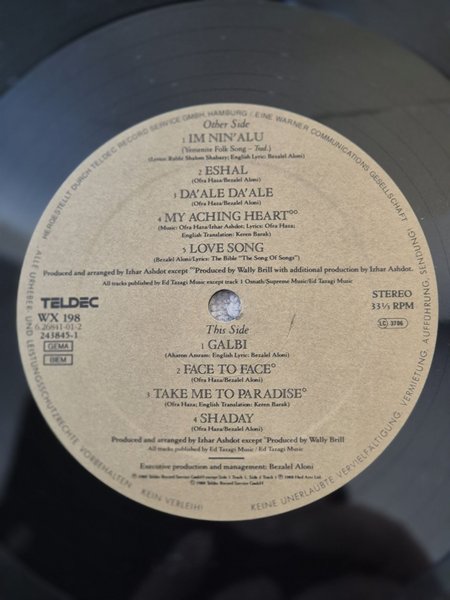 HERGESTELLT DURCH TELDEC RECORD SERVICE GMBH, HAMBURG / EINE WARNER COMMUNICATIONS GESELLSCHAFT
Other Side
1 IM NIN'ALU
(Yemenite Folk Song – Trad.)
(Lyrics: Rabbi Shalom Shabazy; English Lyric: Bezalel Aloni)
2 ESHAL
(Ofra Haza/Bezalel Aloni)
3 DA'ALE DA'ALE
(Ofra Haza/Bezalel Aloni)
4 MY ACHING HEART°°
(Music: Ofra Haza/Izhar Ashdot; Lyrics: Ofra Haza;
English Translation: Keren Barak)
5 LOVE SONG
(Bezalel Aloni/Lyrics: The Bible "The Song Of Songs")
Produced and arranged by Izhar Ashdot except °°Produced by Wally Brill with additional production by Izhar Ashdot.
All tracks published by Ed Tazagi Music except track 1 Osnath/Supreme Music/Ed Tazagi Music
TELDEC
WX 198
6.26841-01-2
243845-1
GEMA
BIEM
STEREO
33⅓ RPM
LC 3706
This Side
1 GALBI
(Aharon Amram; English Lyric: Bezalel Aloni)
2 FACE TO FACE°
(Ofra Haza/Bezalel Aloni)
3 TAKE ME TO PARADISE°
(Ofra Haza; English Translation: Keren Barak)
4 SHADAY
(Ofra Haza/Bezalel Aloni)
Produced and arranged by Izhar Ashdot except °Produced by Wally Brill
All tracks published by Ed Tazagi Music / Ed Tazagi Music
Executive production and management: Bezalel Aloni
ALLE URHEBER- UND LEISTUNGSSCHUTZRECHTE VORBEHALTEN. KEIN VERLEIH! KEINE UNERLAUBTE VERVIELFÄLTIGUNG, VERMIETUNG, AUFFÜHRUNG, SENDUNG!